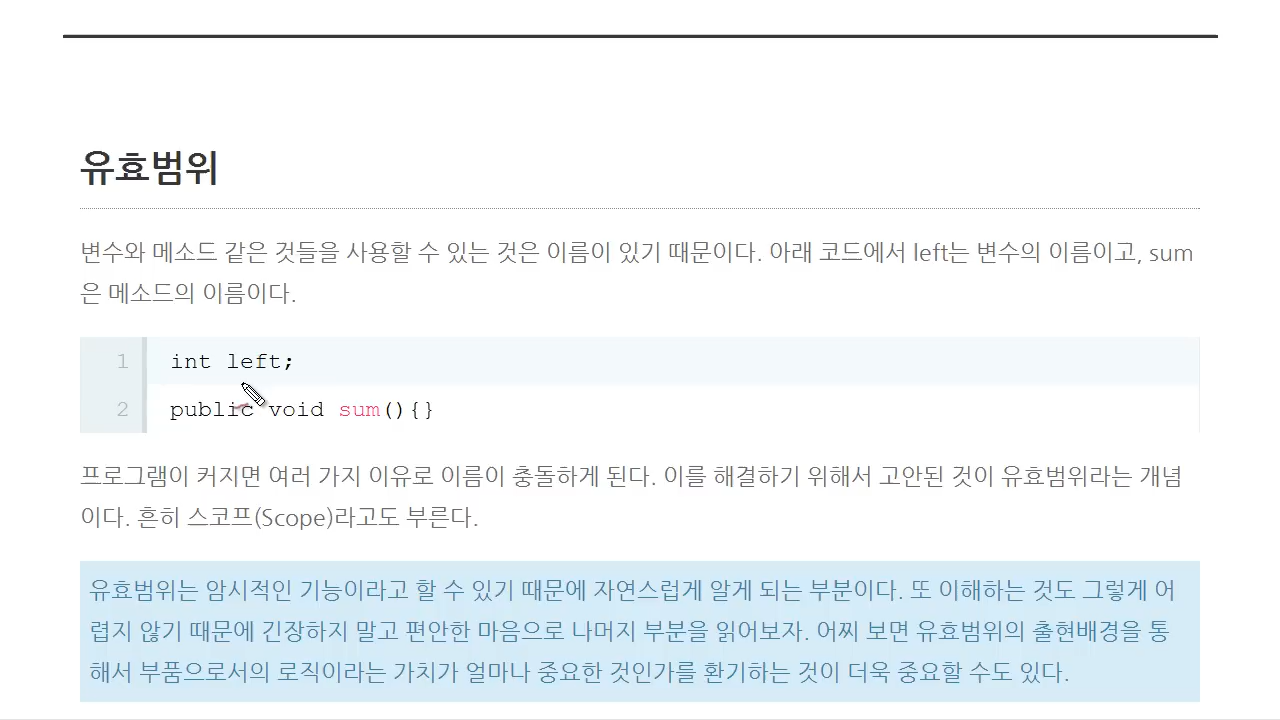 유효범위
변수와 메소드 같은 것들을 사용할 수 있는 것은 이름이 있기 때문이다. 아래 코드에서 left는 변수의 이름이고, sum
은 메소드의 이름이다.
1 int left;
2 public void sum(){}
프로그램이 커지면 여러 가지 이유로 이름이 충돌하게 된다. 이를 해결하기 위해서 고안된 것이 유효범위라는 개념
이다. 흔히 스코프(Scope)라고도 부른다.
유효범위는 암시적인 기능이라고 할 수 있기 때문에 자연스럽게 알게 되는 부분이다. 또 이해하는 것도 그렇게 어
렵지 않기 때문에 긴장하지 말고 편안한 마음으로 나머지 부분을 읽어보자. 어찌 보면 유효범위의 출현배경을 통
해서 부품으로서의 로직이라는 가치가 얼마나 중요한 것인가를 환기하는 것이 더욱 중요할 수도 있다.